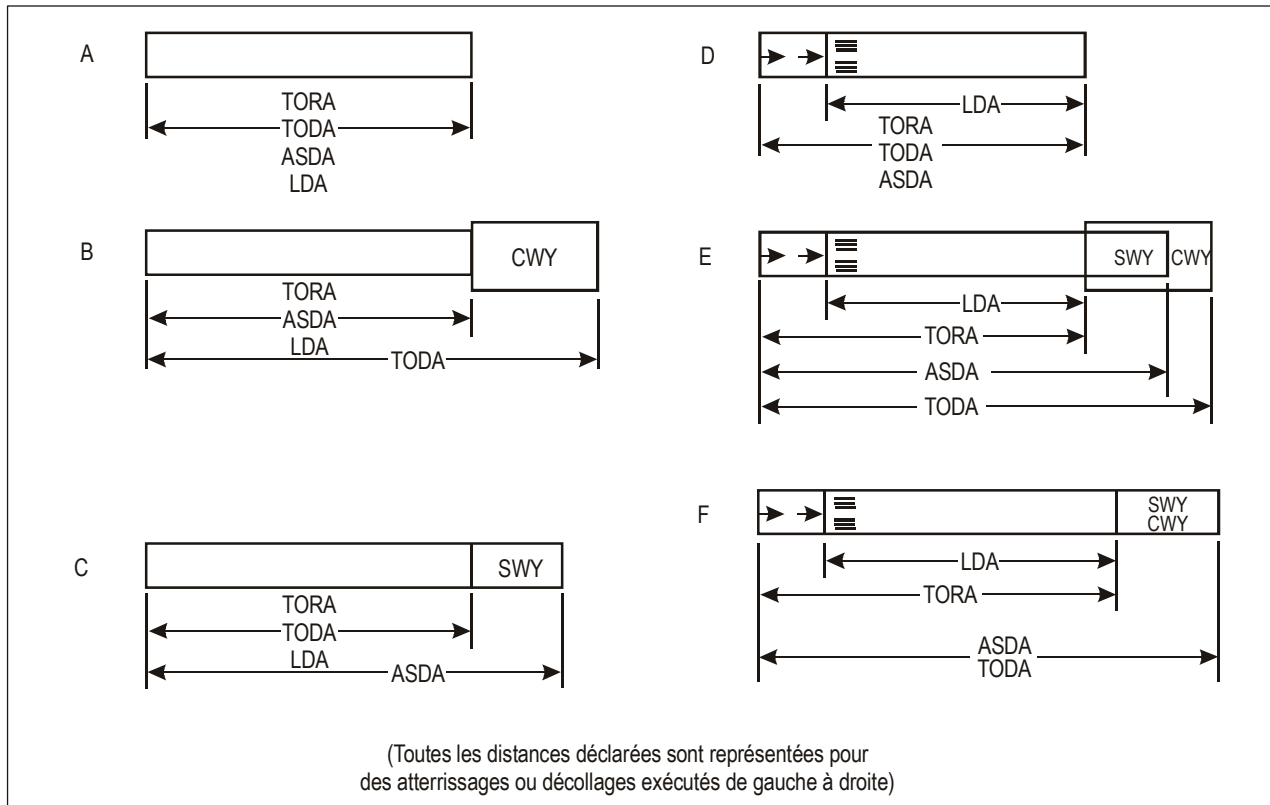 A
TORA
TODA
ASDA
LDA
B
CWY
TORA
ASDA
LDA
TODA
C
SWY
TORA
TODA
LDA
ASDA
D
LDA
TORA
TODA
ASDA
E
SWY
CWY
LDA
TORA
ASDA
TODA
F
SWY
CWY
LDA
TORA
ASDA
TODA
(Toutes les distances déclarées sont représentées pour
des atterrissages ou décollages exécutés de gauche à droite)